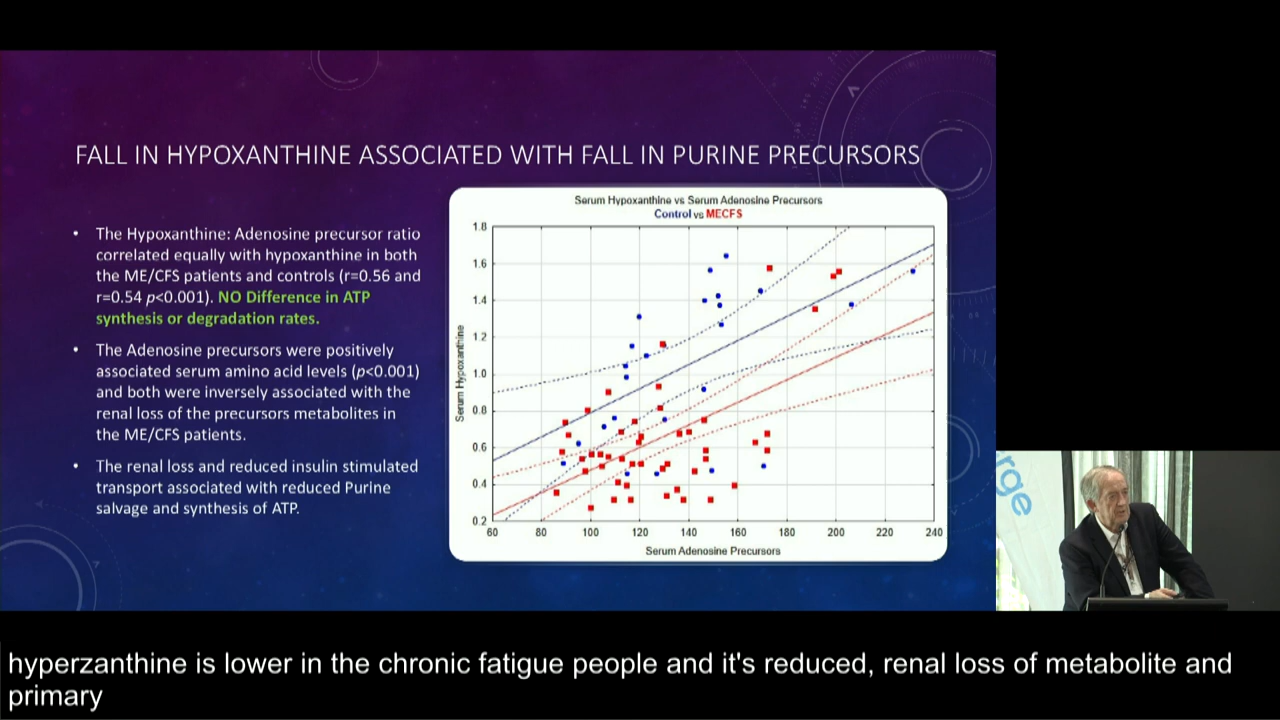 FALL IN HYPOXANTHINE ASSOCIATED WITH FALL IN PURINE PRECURSORS
• The Hypoxanthine: Adenosine precursor ratio
correlated equally with hypoxanthine in both
the ME/CFS patients and controls (r=0.56 and
r=0.54 p<0.001). NO Difference in ATP
synthesis or degradation rates.
• The Adenosine precursors were positively
associated serum amino acid levels (p<0.001)
and both were inversely associated with the
renal loss of the precursors metabolites in
the ME/CFS patients.
• The renal loss and reduced insulin stimulated
transport associated with reduced Purine
salvage and synthesis of ATP.
Serum Hypoxanthine vs Serum Adenosine Precursors
Control vs MECFS
Serum Hypoxanthine
1.8
1.6
1.4
1.2
1.0
0.8
0.6
0.4
0.2
60 80 100 120 140 160 180 200 220 240
Serum Adenosine Precursors
rge
hyperzanthine is lower in the chronic fatigue people and it's reduced, renal loss of metabolite and
primary